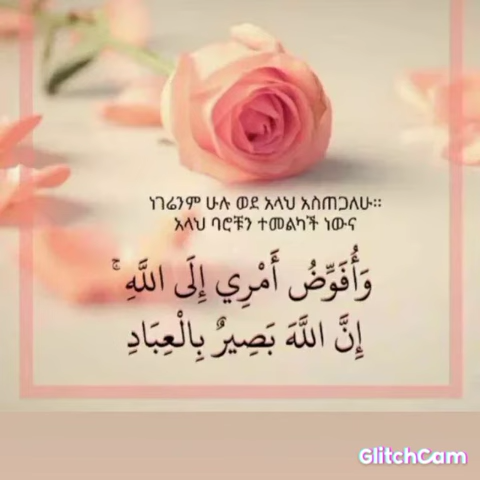 ነገሬንም ሁሉ ወደ አላህ አስጠጋለሁ።
አላህ ባሮቹን ተመልካች ነውና
وَأُفَوِّضُ أَمْرِي إِلَى اللَّهِ ۚ
إِنَّ اللَّهَ بَصِيرٌ بِالْعِبَادِ
GlitchCam